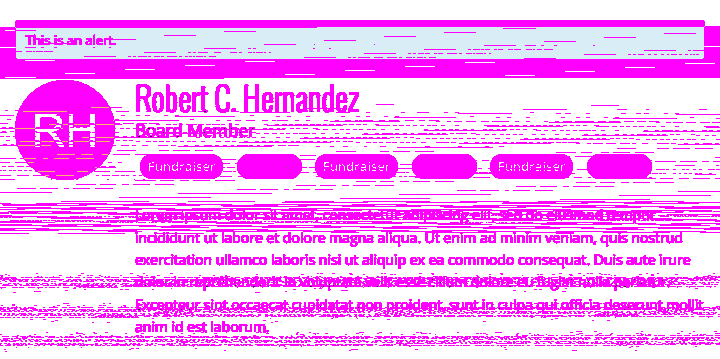 This is an alert.
RH
Robert C. Hernandez
Board Member
Fundraiser Fundraiser Fundraiser
Lorem ipsum dolor sit amet, consectetur adipiscing elit, sed do eiusmod tempor
incididunt ut labore et dolore magna aliqua. Ut enim ad minim veniam, quis nostrud
exercitation ullamco laboris nisi ut aliquip ex ea commodo consequat. Duis aute irure
dolor in reprehenderit in voluptate velit esse cillum dolore eu fugiat nulla pariatur.
Excepteur sint occaecat cupidatat non proident, sunt in culpa qui officia deserunt mollit
anim id est laborum.